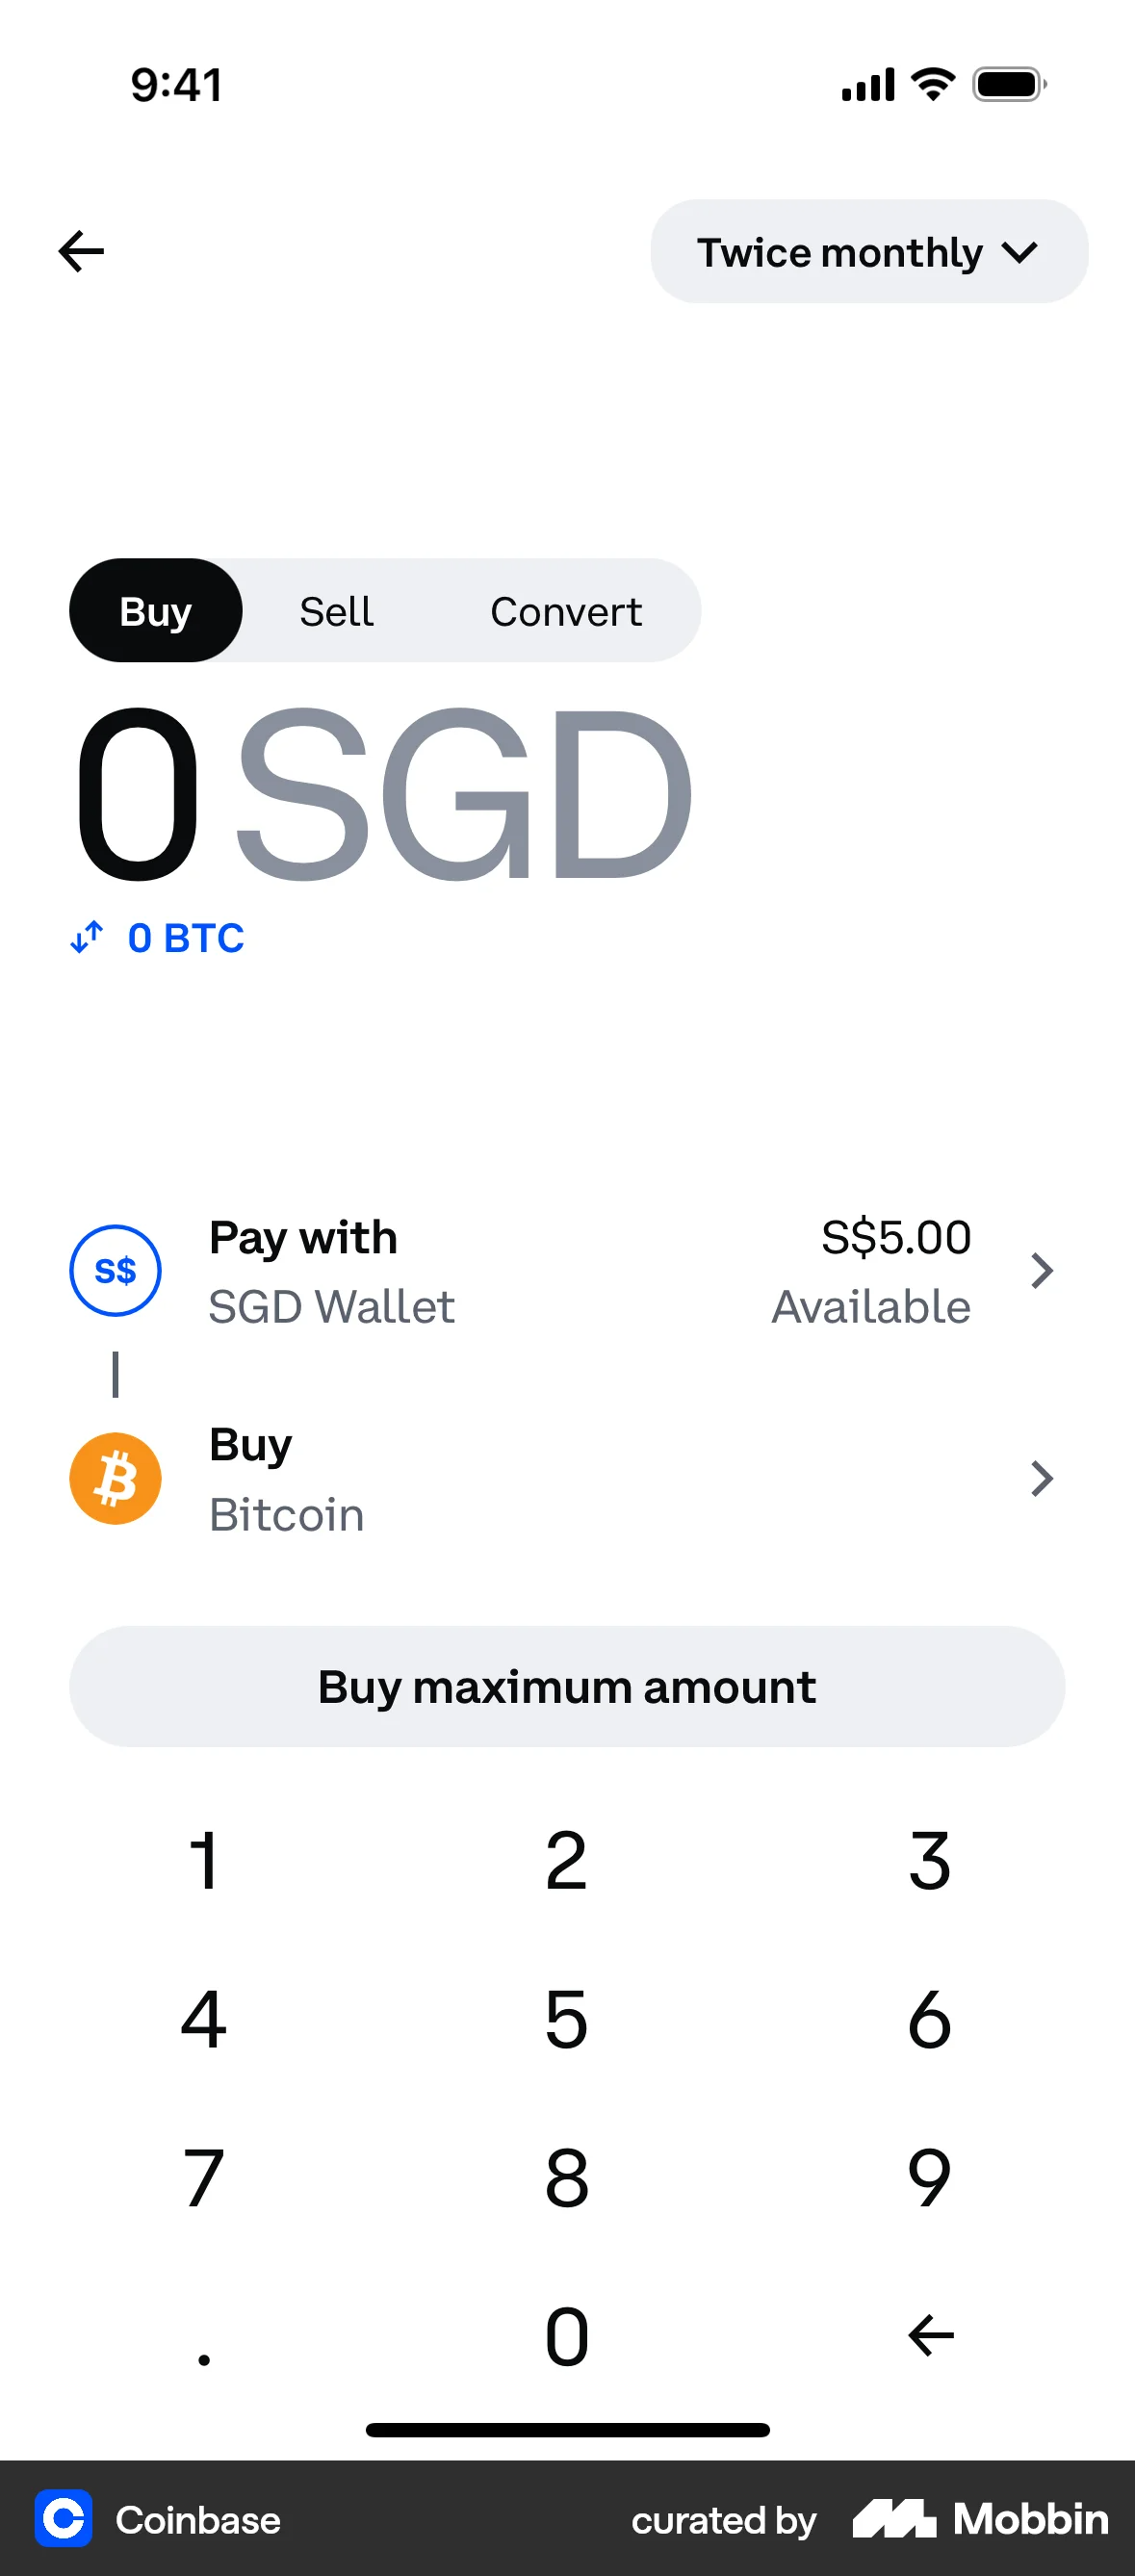 9:41
Twice monthly
Buy Sell Convert
0 SGD
0 BTC
S$ Pay with S$5.00
SGD Wallet Available
Buy
Bitcoin
Buy maximum amount
1 2 3
4 5 6
7 8 9
. 0
Coinbase curated by Mobbin